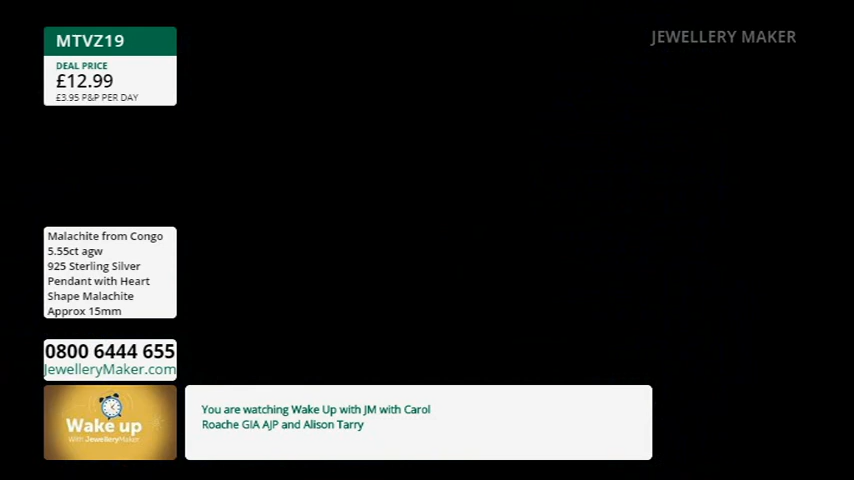 MTVZ19
JEWELLERY MAKER
DEAL PRICE
£12.99
£3.95 P&P PER DAY
Malachite from Congo
5.55ct agw
925 Sterling Silver
Pendant with Heart
Shape Malachite
Approx 15mm
0800 6444 655
JewelleryMaker.com
Wake up
With JewelleryMaker
You are watching Wake Up with JM with Carol
Roache GIA AJP and Alison Tarry